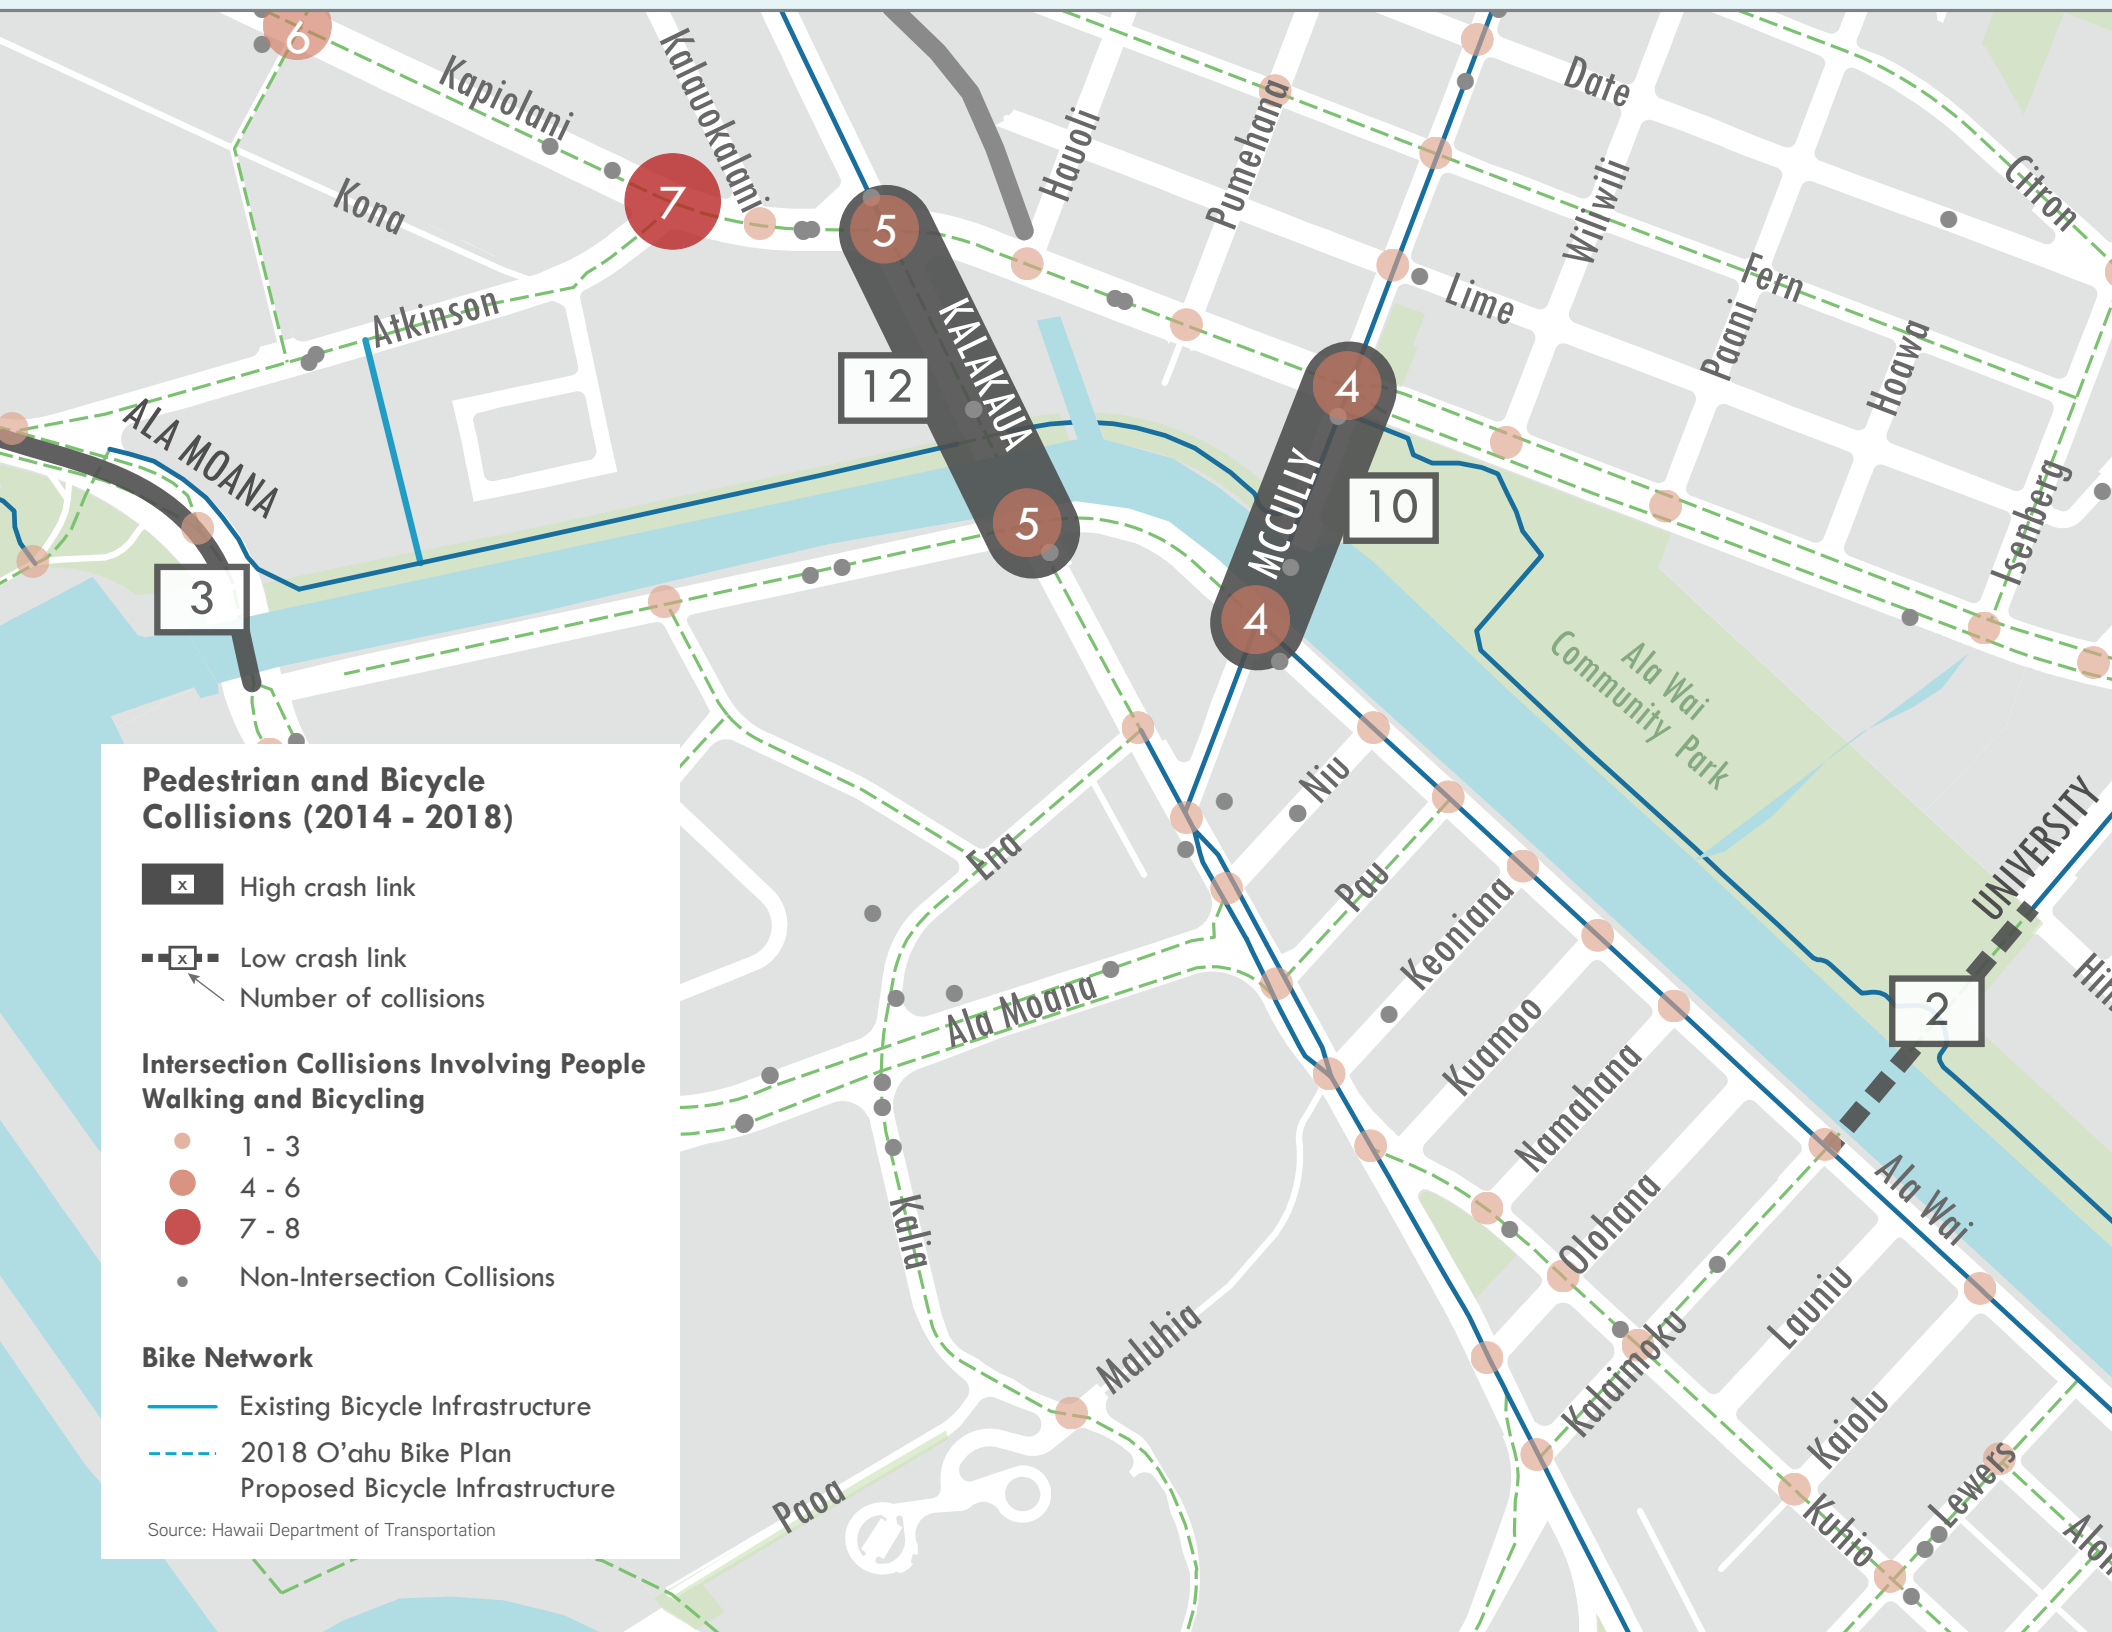 6
Kapiolani
Kalauokalani
Kona
7
5
Hauoli
Pumehana
Date
Wiliwili
Citron
Lime
Fern
Paani
Hoawa
Isenberg
Atkinson
ALA MOANA
KALAKAUA
12
4
MCCULLY
10
5
4
3
Ala Wai
Community Park
UNIVERSITY
2
Niu
Pau
Keoniana
Kuamoo
Namahana
Olohana
Kalaimoku
Launiu
Kaiolu
Lewers
Kuhio
Ala Wai
Ena
Ala Moana
Kalia
Maluhia
Paoa
Pedestrian and Bicycle
Collisions (2014 - 2018)
x High crash link
x Low crash link
Number of collisions
Intersection Collisions Involving People
Walking and Bicycling
1 - 3
4 - 6
7 - 8
Non-Intersection Collisions
Bike Network
Existing Bicycle Infrastructure
2018 O’ahu Bike Plan
Proposed Bicycle Infrastructure
Source: Hawaii Department of Transportation